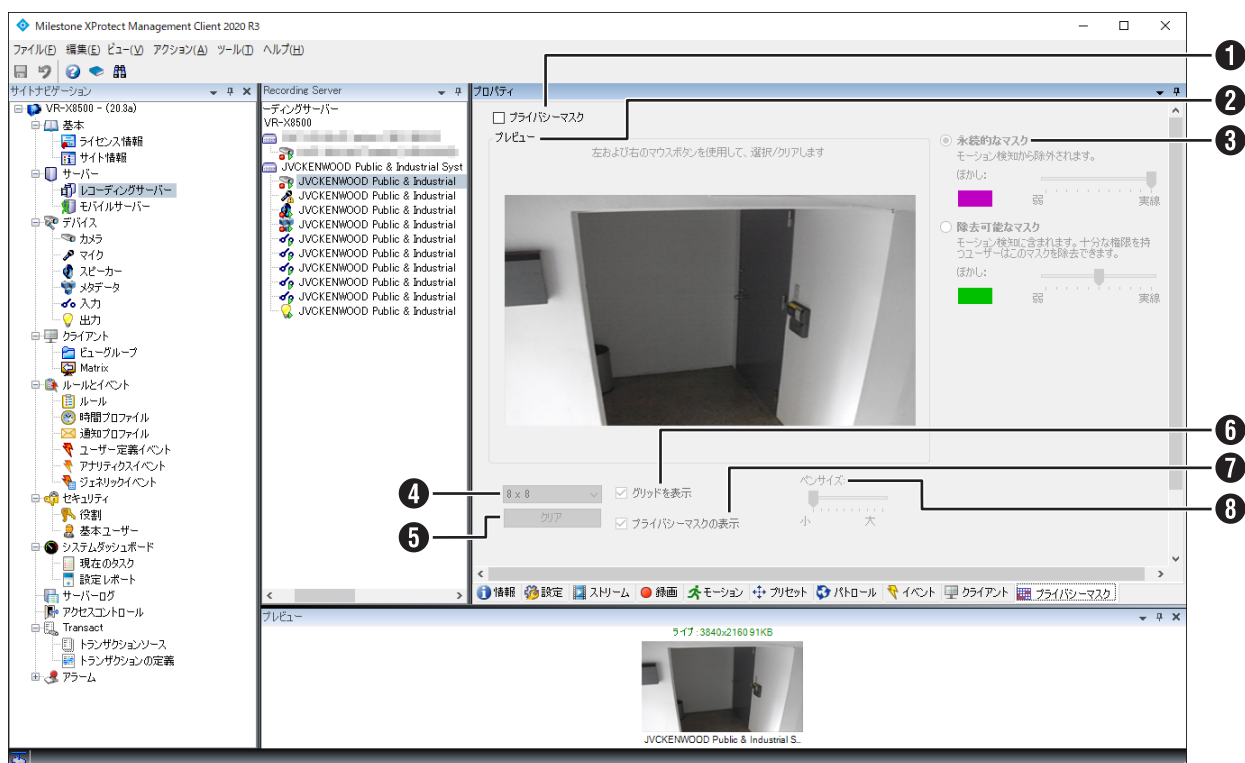 Milestone XProtect Management Client 2020 R3
ファイル(F) 編集(E) ビュー(V) アクション(A) ツール(T) ヘルプ(H)
サイトナビゲーション
VR-X8500 - (20.3a)
基本
ライセンス情報
サイト情報
サーバー
レコーディングサーバー
モバイルサーバー
デバイス
カメラ
マイク
スピーカー
メタデータ
入力
出力
クライアント
ビューグループ
Matrix
ルールとイベント
ルール
時間プロファイル
通知プロファイル
ユーザー定義イベント
アナリティクスイベント
ジェネリックイベント
セキュリティ
役割
基本ユーザー
システムダッシュボード
現在のタスク
設定レポート
サーバーログ
アクセスコントロール
Transact
トランザクションソース
トランザクションの定義
アラーム
Recording Server
ーディングサーバー
VR-X8500
JVCKENWOOD Public & Industrial Syst
JVCKENWOOD Public & Industrial
JVCKENWOOD Public & Industrial
JVCKENWOOD Public & Industrial
JVCKENWOOD Public & Industrial
JVCKENWOOD Public & Industrial
JVCKENWOOD Public & Industrial
JVCKENWOOD Public & Industrial
JVCKENWOOD Public & Industrial
JVCKENWOOD Public & Industrial
JVCKENWOOD Public & Industrial
プロパティ
プライバシーマスク
プレビュー
左および右のマウスボタンを使用して、選択/クリアします
永続的なマスク
モーション検知から除外されます。
ぼかし:
弱 実線
除去可能なマスク
モーション検知に含まれます。十分な権限を持
つユーザーはこのマスクを除去できます。
ぼかし:
弱 実線
8 x 8
グリッドを表示
クリア
プライバシーマスクの表示
ペンサイズ:
小 大
情報 設定 ストリーム 録画 モーション プリセット パトロール イベント クライアント プライバシーマスク
プレビュー
ライブ: 3840x2160 91KB
JVCKENWOOD Public & Industrial S...
1
2
3
4
5
6
7
8